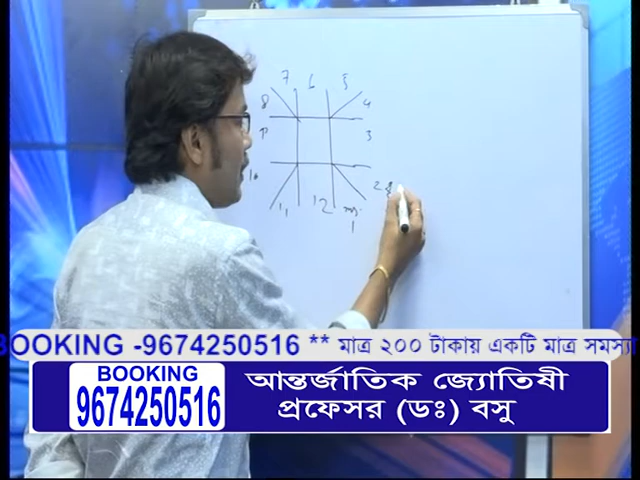 7 6 5
8 4
3
10 2
11 12 1
BOOKING -9674250516 ** মাত্র ২০০ টাকায় একটি মাত্র সমস্যা
BOOKING
9674250516
আন্তর্জাতিক জ্যোতিষী
প্রফেসর (ডঃ) বসু